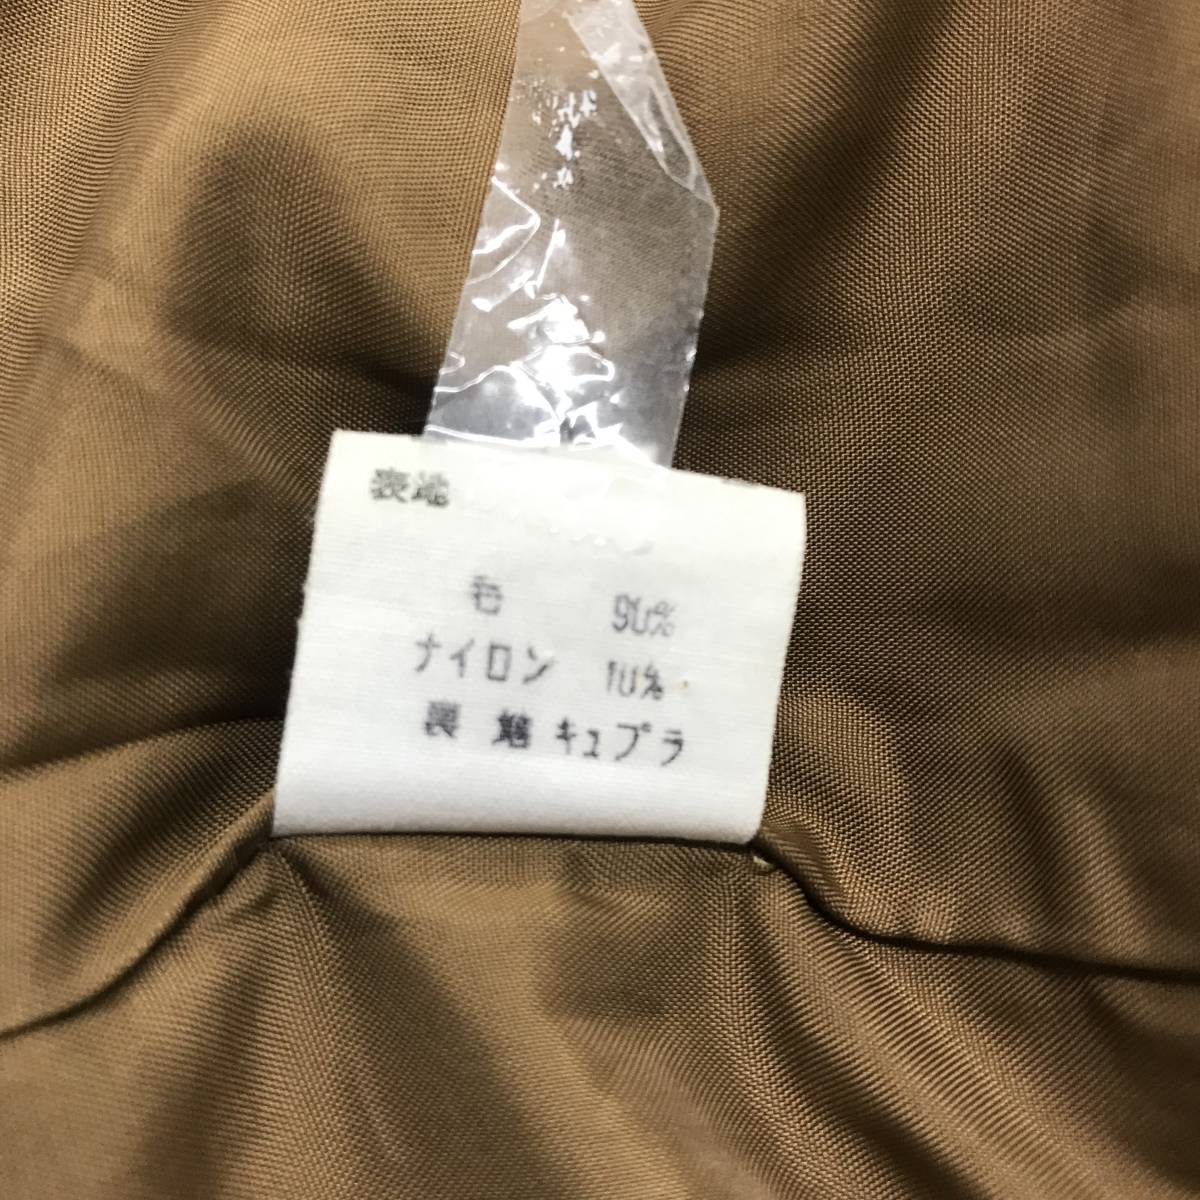 表地
毛 90%
ナイロン 10%
裏地 キュプラ